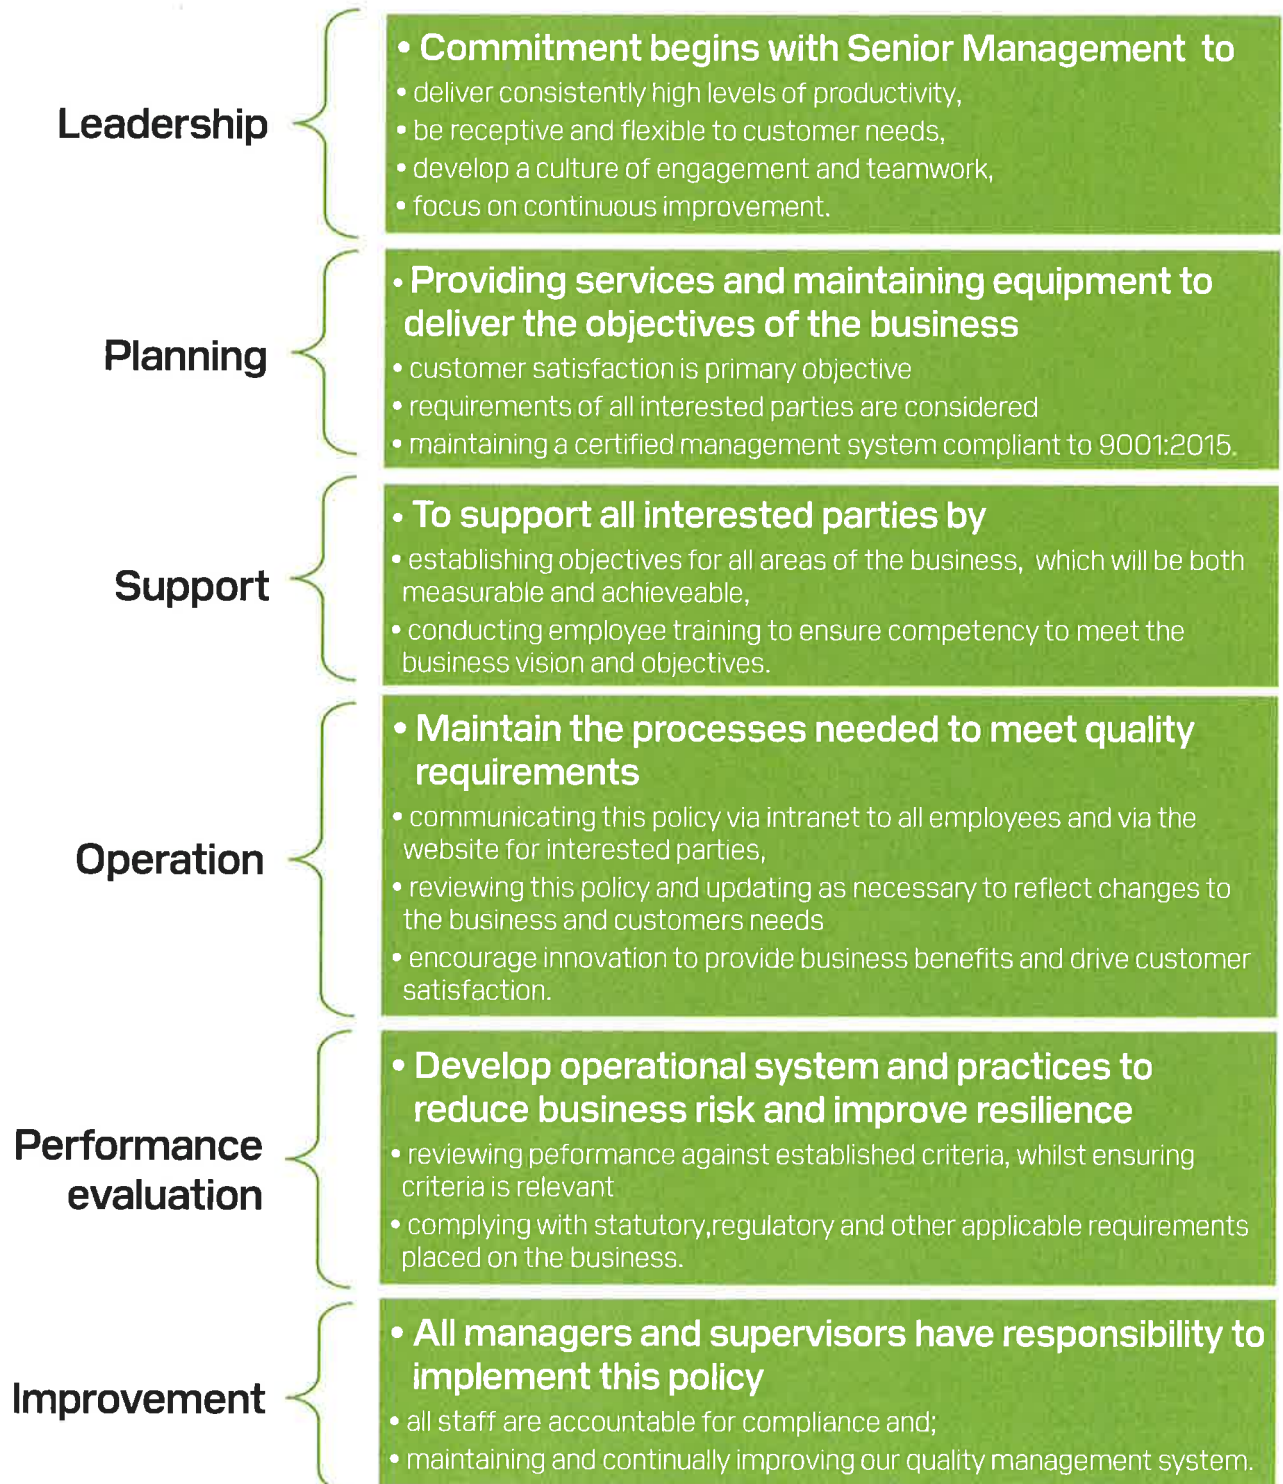 Leadership
• Commitment begins with Senior Management to
• deliver consistently high levels of productivity,
• be receptive and flexible to customer needs,
• develop a culture of engagement and teamwork,
• focus on continuous improvement.
Planning
• Providing services and maintaining equipment to
deliver the objectives of the business
• customer satisfaction is primary objective
• requirements of all interested parties are considered
• maintaining a certified management system compliant to 9001:2015.
Support
• To support all interested parties by
• establishing objectives for all areas of the business, which will be both
measurable and achieveable,
• conducting employee training to ensure competency to meet the
business vision and objectives.
Operation
• Maintain the processes needed to meet quality
requirements
• communicating this policy via intranet to all employees and via the
website for interested parties,
• reviewing this policy and updating as necessary to reflect changes to
the business and customers needs
• encourage innovation to provide business benefits and drive customer
satisfaction.
Performance
evaluation
• Develop operational system and practices to
reduce business risk and improve resilience
• reviewing peformance against established criteria, whilst ensuring
criteria is relevant
• complying with statutory,regulatory and other applicable requirements
placed on the business.
Improvement
• All managers and supervisors have responsibility to
implement this policy
• all staff are accountable for compliance and;
• maintaining and continually improving our quality management system.